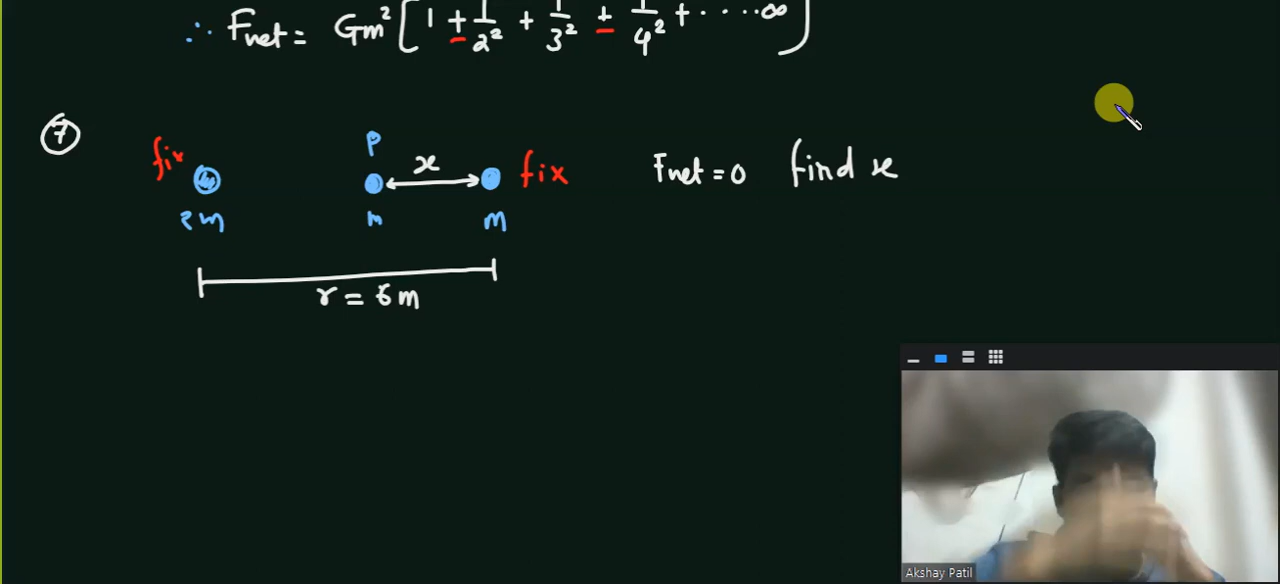 ∴ Fnet = Gm² [ 1 + 1/2² + 1/3² + 1/4² + ....∞ ]
7
fix P x fix Fnet = 0 find x
2m m m
r = 6m
Akshay Patil